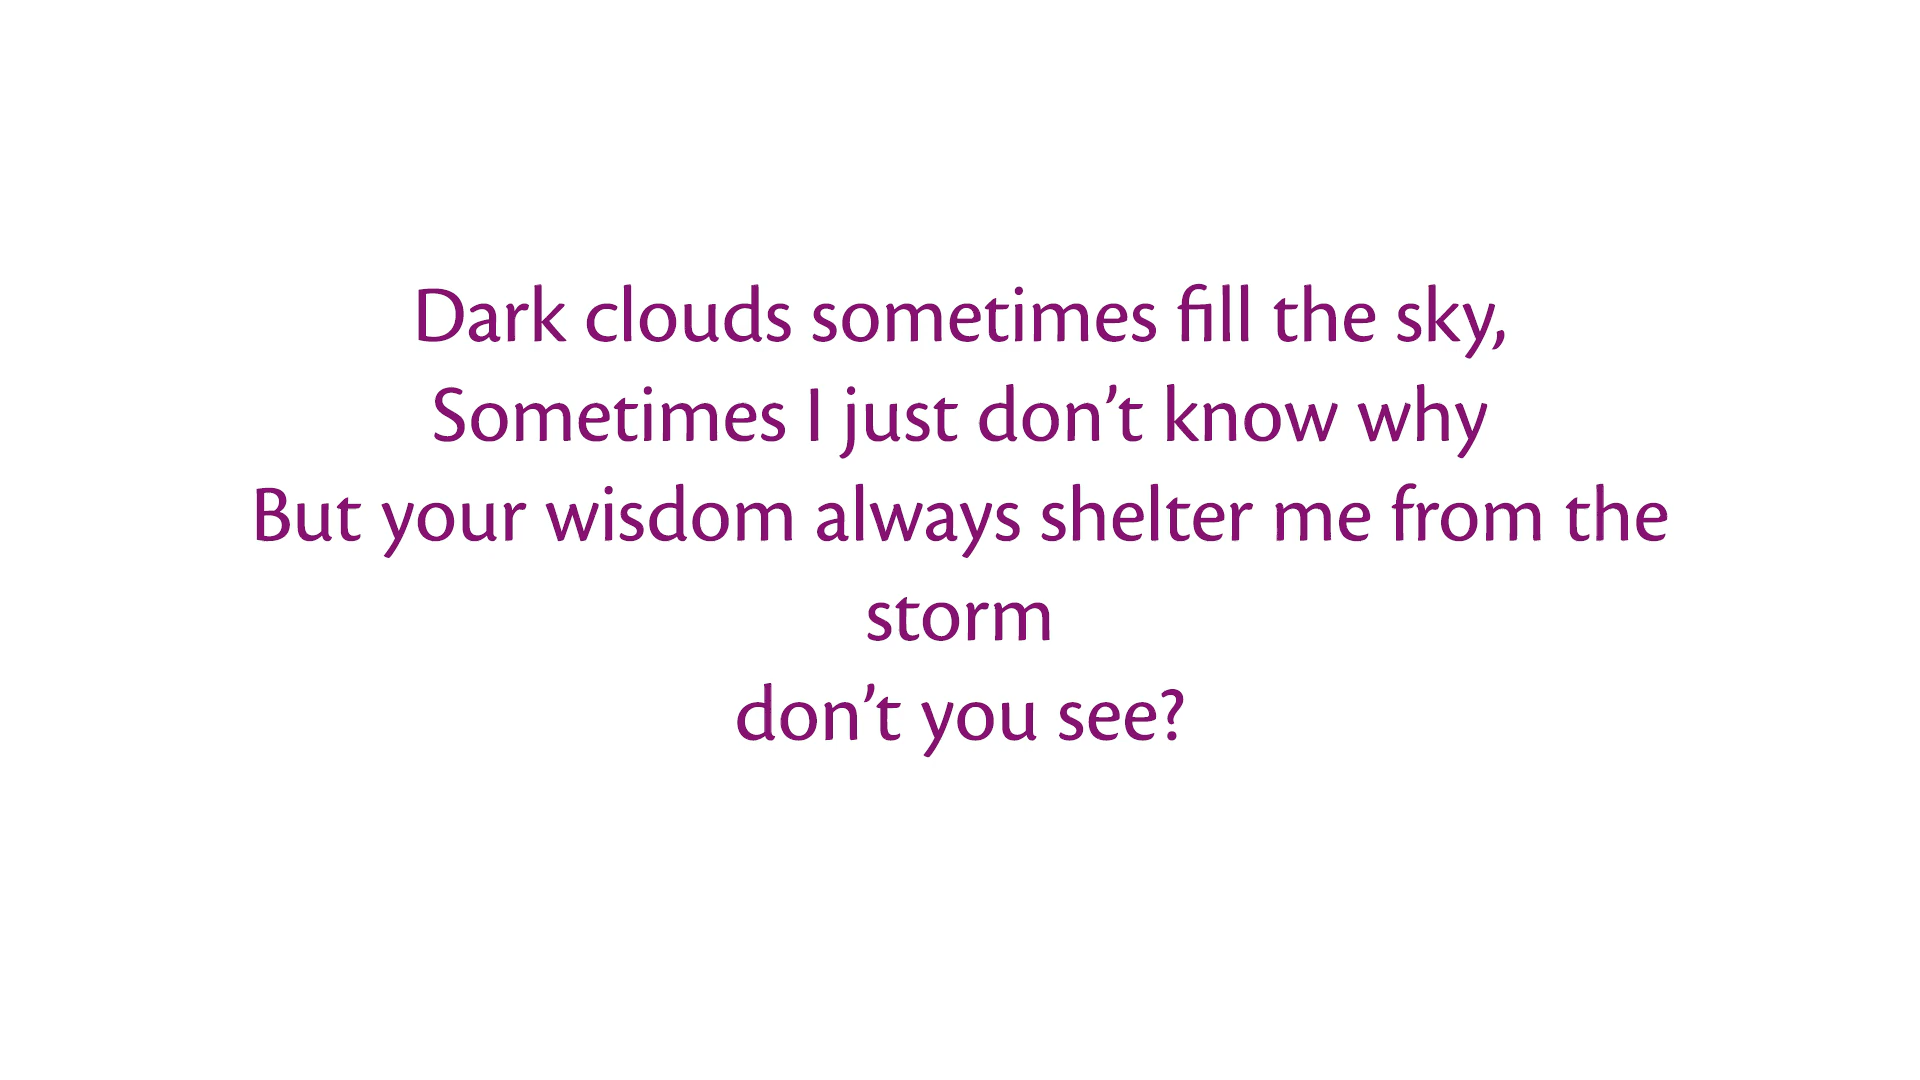 Dark clouds sometimes fill the sky,
Sometimes I just don’t know why
But your wisdom always shelter me from the
storm
don’t you see?